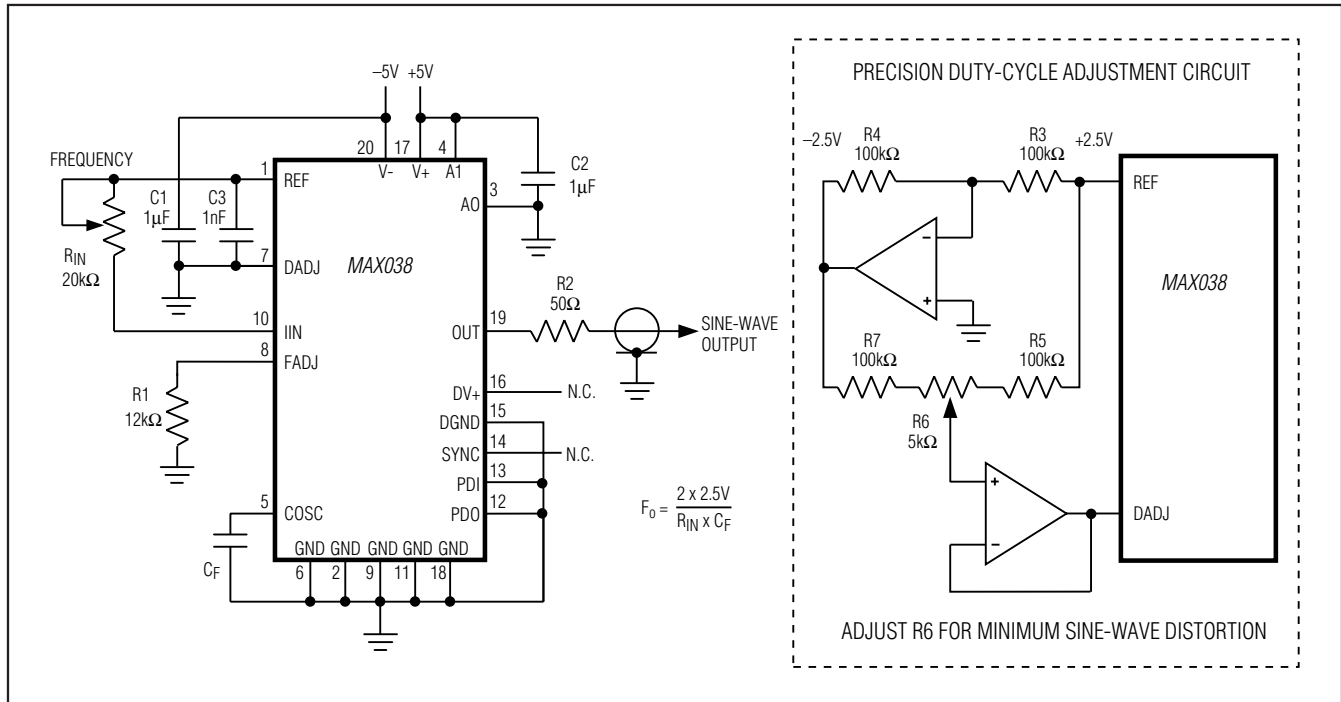 –5V +5V
20 17 4
V- V+ A1
FREQUENCY
1
REF
C1
1µF
C3
1nF
C2
1µF
3
AO
RIN
20kΩ
7
DADJ
MAX038
10
IIN
8
FADJ
R1
12kΩ
19
OUT
R2
50Ω
SINE-WAVE
OUTPUT
16
DV+
N.C.
15
DGND
14
SYNC
N.C.
13
PDI
12
PDO
5
COSC
CF
GND GND GND GND GND
6 2 9 11 18
Fo = 2 x 2.5V
RIN x CF
PRECISION DUTY-CYCLE ADJUSTMENT CIRCUIT
–2.5V
R4
100kΩ
R3
100kΩ
+2.5V
REF
–
+
MAX038
R7
100kΩ
R5
100kΩ
R6
5kΩ
+
–
DADJ
ADJUST R6 FOR MINIMUM SINE-WAVE DISTORTION